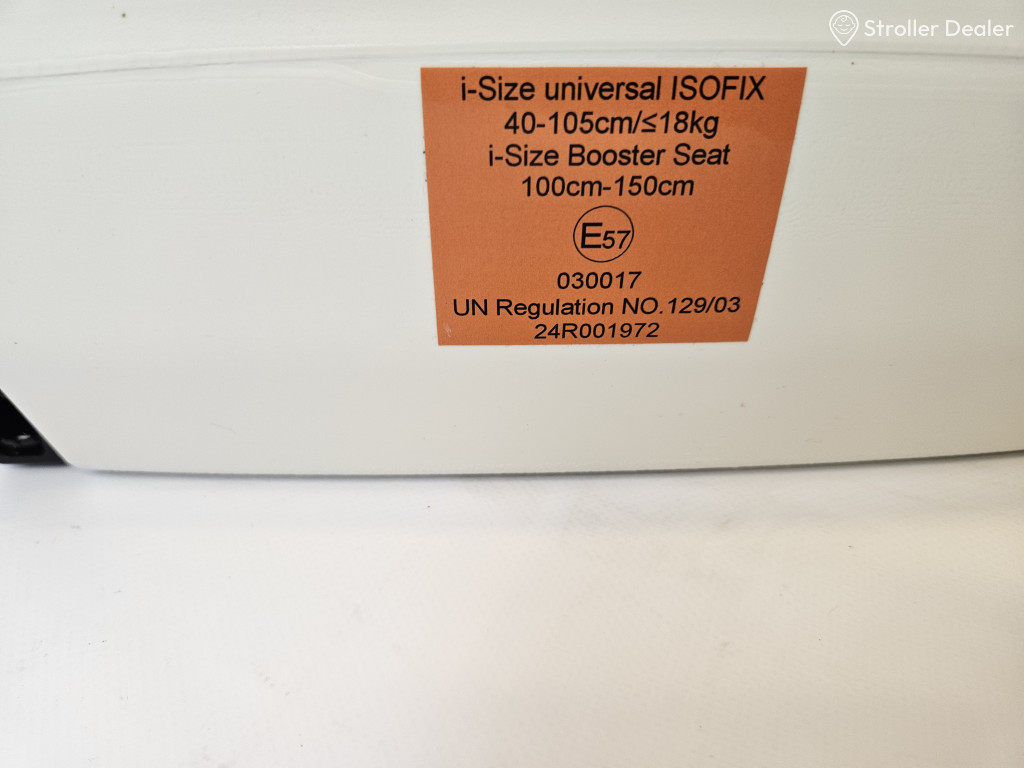 Stroller Dealer
i-Size universal ISOFIX
40-105cm/≤18kg
i-Size Booster Seat
100cm-150cm
E57
030017
UN Regulation NO.129/03
24R001972